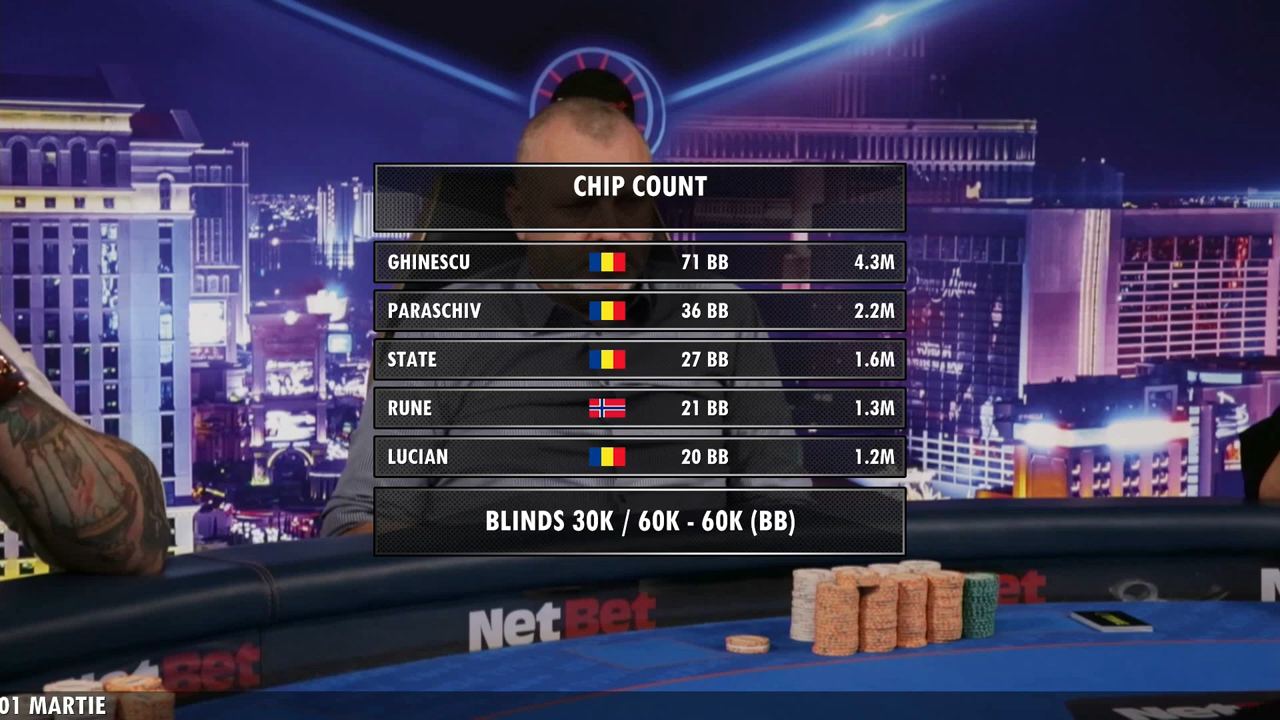 CHIP COUNT
GHINESCU 71 BB 4.3M
PARASCHIV 36 BB 2.2M
STATE 27 BB 1.6M
RUNE 21 BB 1.3M
LUCIAN 20 BB 1.2M
BLINDS 30K / 60K - 60K (BB)
NetBet
01 MARTIE